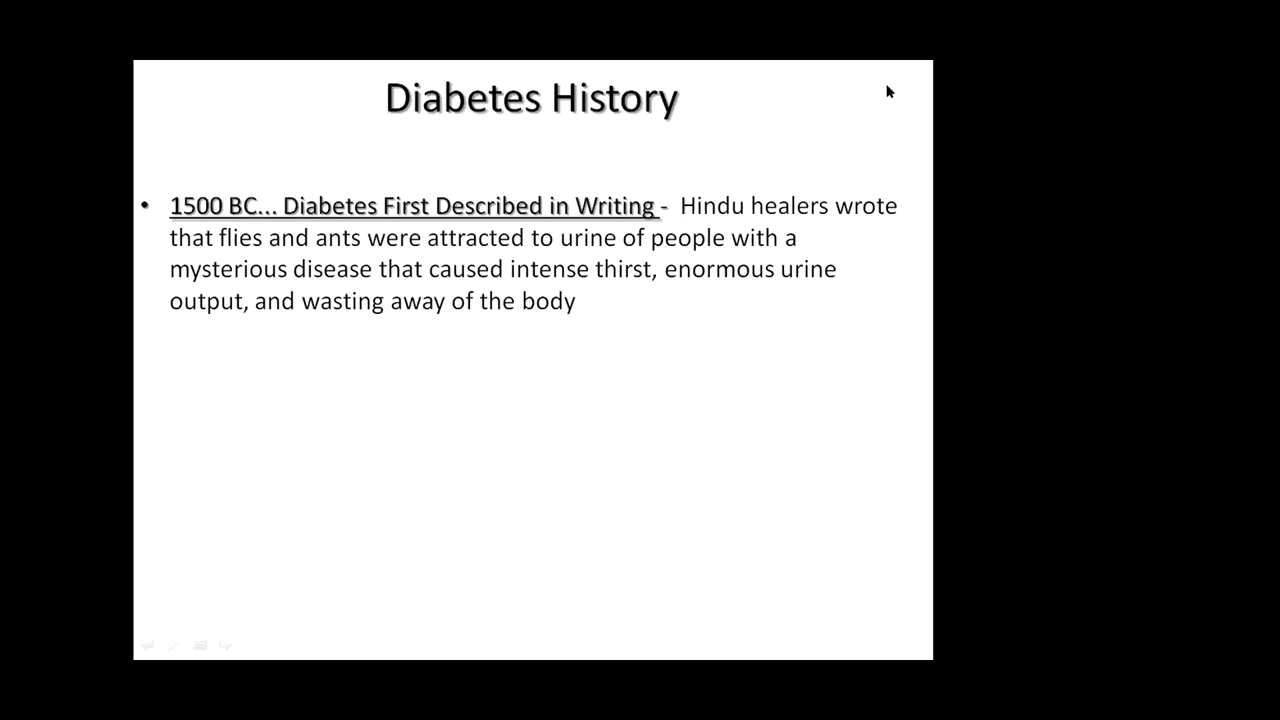 Diabetes History
• 1500 BC... Diabetes First Described in Writing - Hindu healers wrote
that flies and ants were attracted to urine of people with a
mysterious disease that caused intense thirst, enormous urine
output, and wasting away of the body